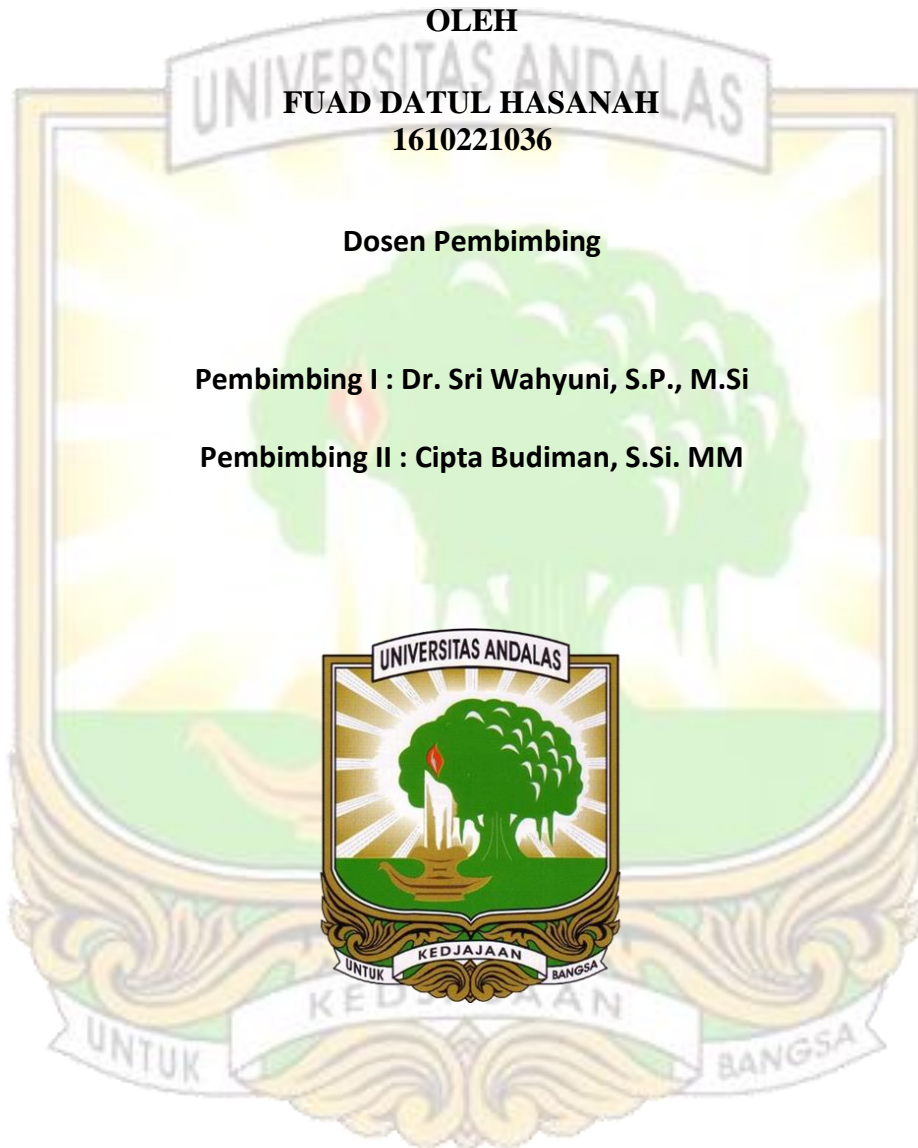 OLEH
UNIVERSITAS ANDALAS
FUAD DATUL HASANAH
1610221036
Dosen Pembimbing
Pembimbing I : Dr. Sri Wahyuni, S.P., M.Si
Pembimbing II : Cipta Budiman, S.Si. MM
UNIVERSITAS ANDALAS
UNTUK KEDJAJAAN BANGSA
UNTUK KEDJAJAAN BANGSA